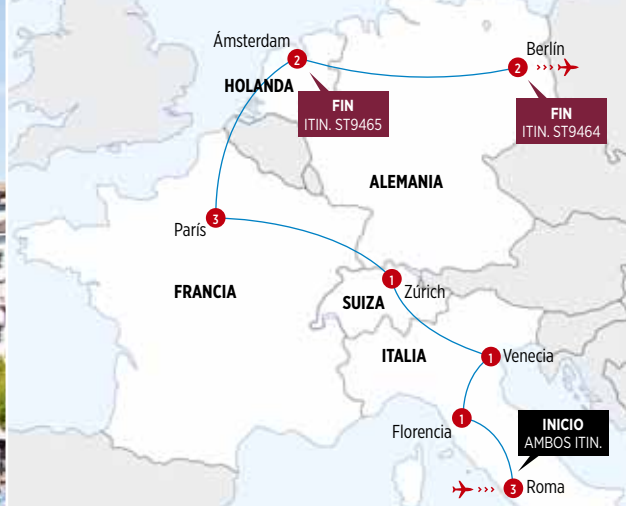 Ámsterdam
2
Berlín
2
HOLANDA
FIN
ITIN. ST9465
FIN
ITIN. ST9464
ALEMANIA
3
París
1
Zúrich
FRANCIA
SUIZA
ITALIA
1
Venecia
1
Florencia
INICIO
AMBOS ITIN.
3
Roma